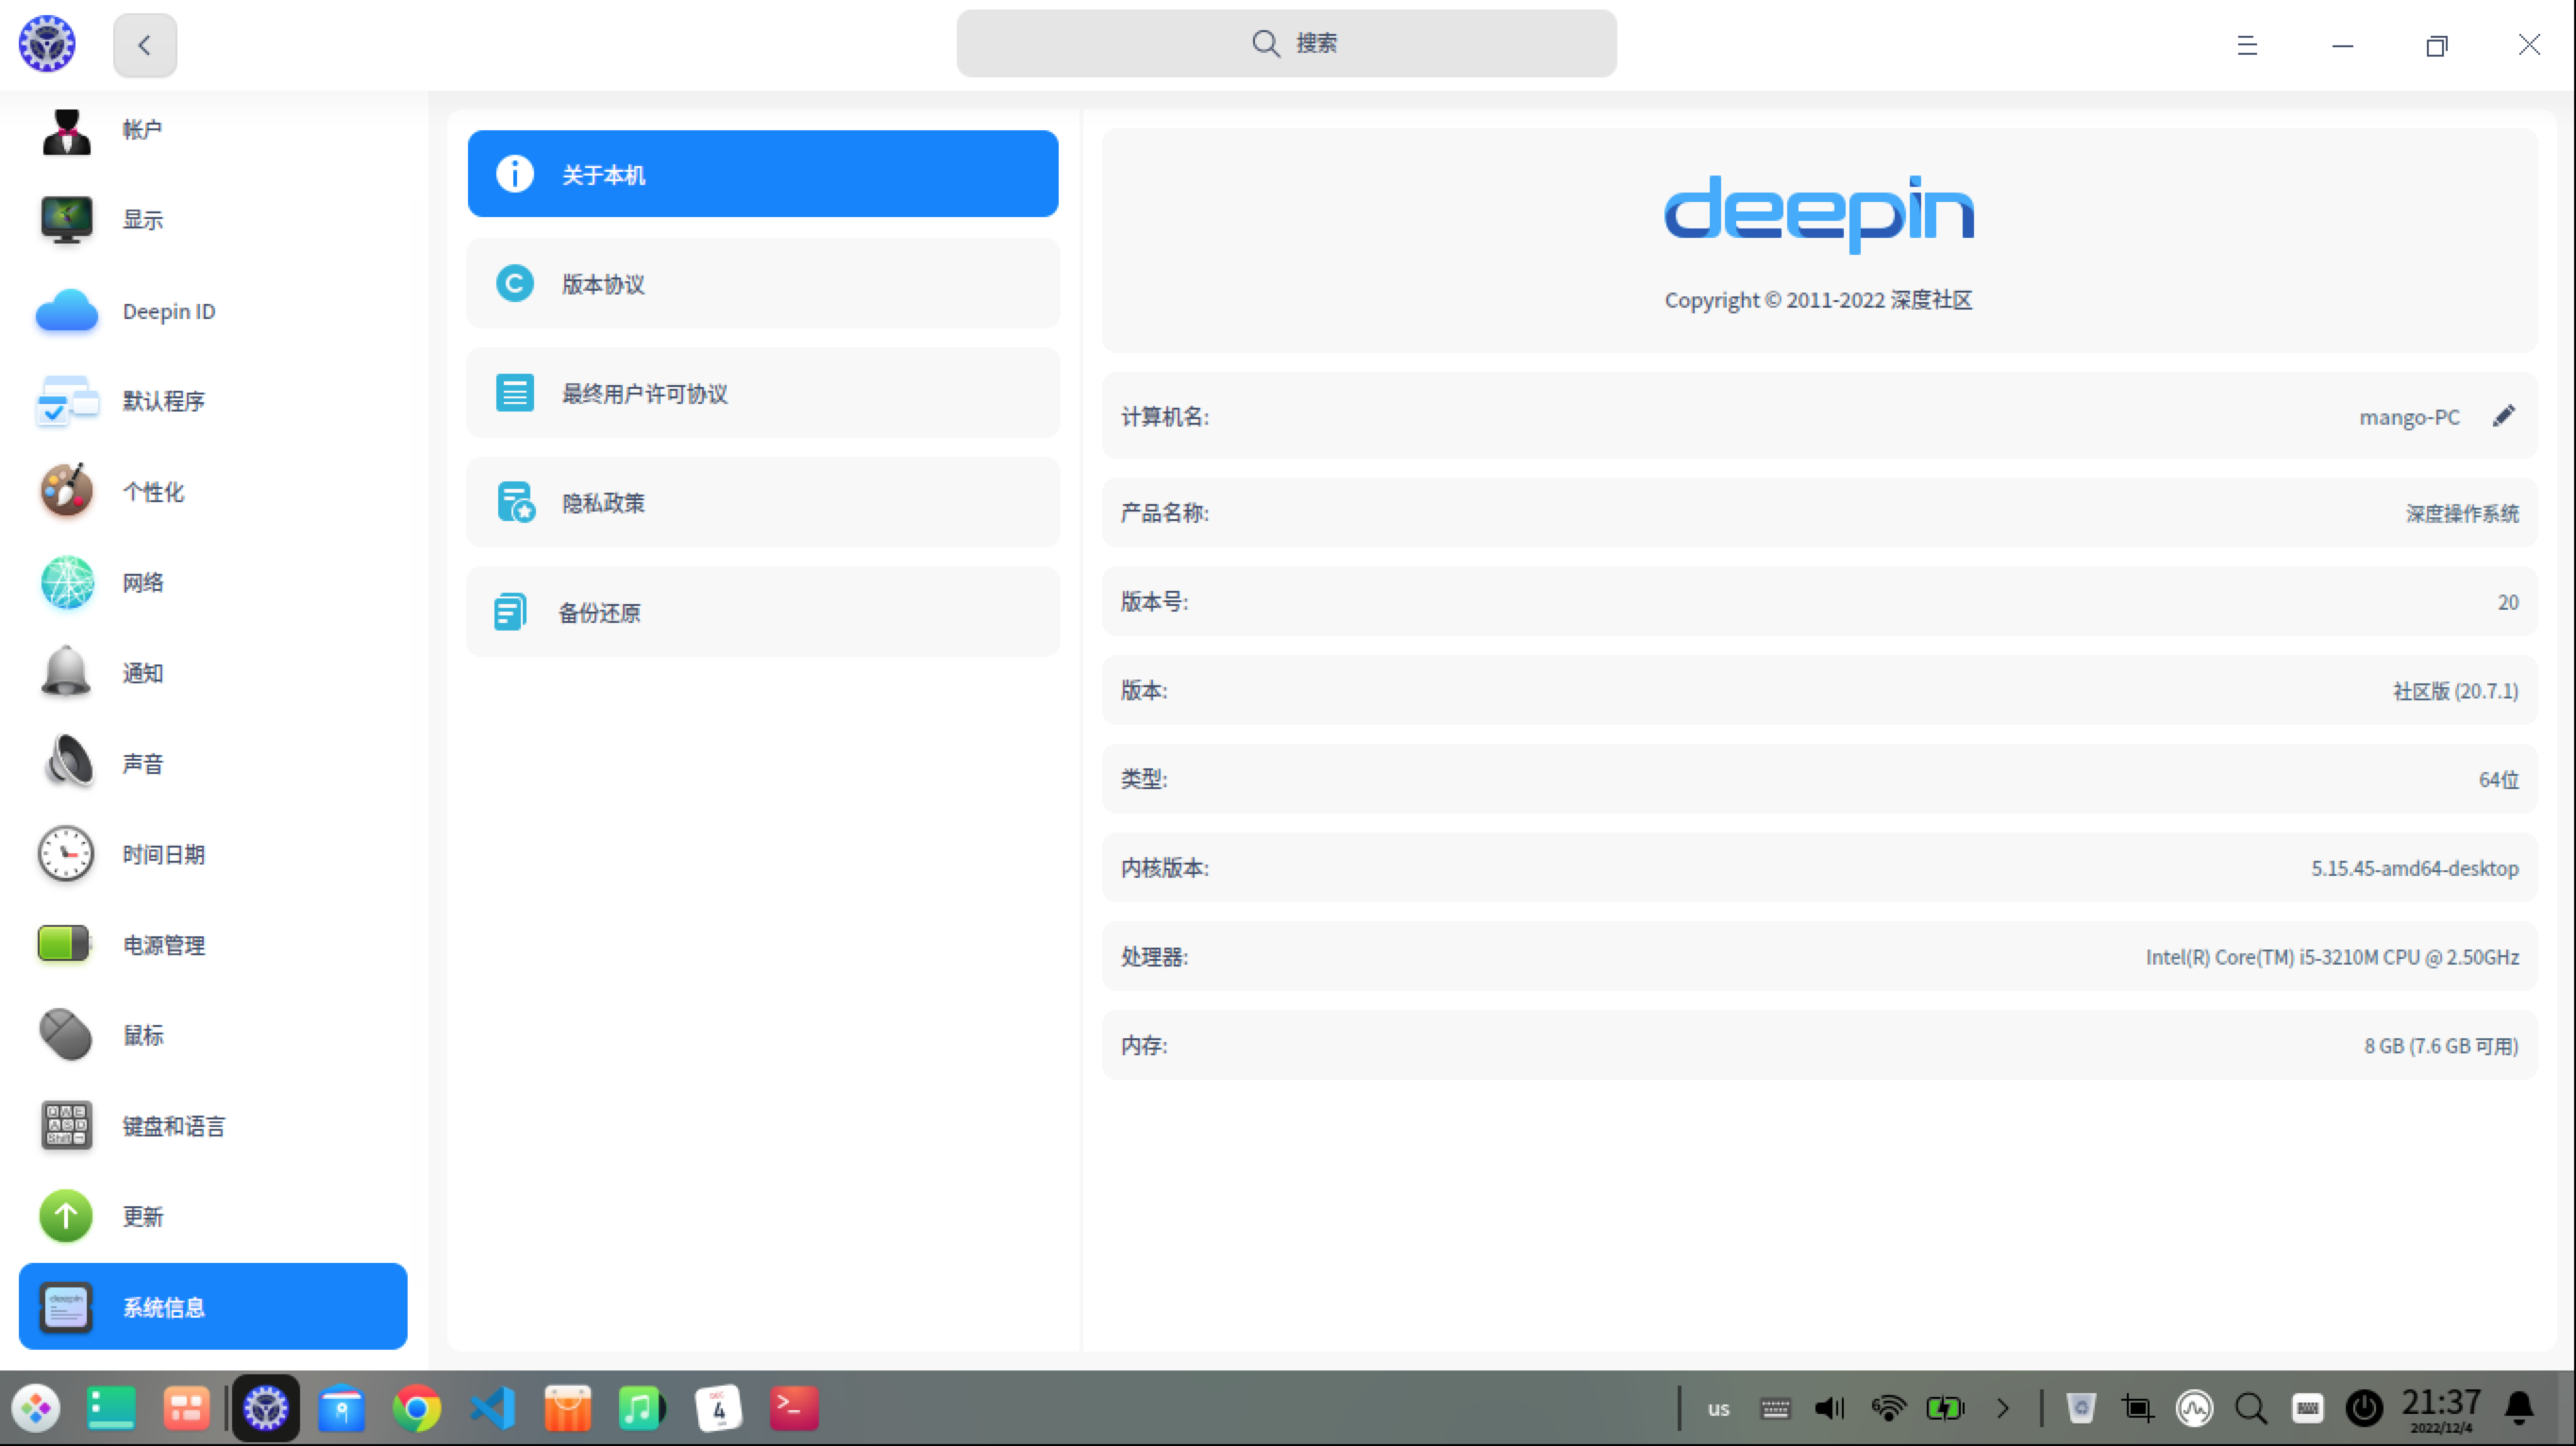 搜索
帐户
显示
Deepin ID
默认程序
个性化
网络
通知
声音
时间日期
电源管理
鼠标
键盘和语言
更新
系统信息
关于本机
版本协议
最终用户许可协议
隐私政策
备份还原
deepin
Copyright © 2011-2022 深度社区
计算机名: mango-PC
产品名称: 深度操作系统
版本号: 20
版本: 社区版 (20.7.1)
类型: 64位
内核版本: 5.15.45-amd64-desktop
处理器: Intel(R) Core(TM) i5-3210M CPU @ 2.50GHz
内存: 8 GB (7.6 GB 可用)
DEC
4
us
21:37
2022/12/4